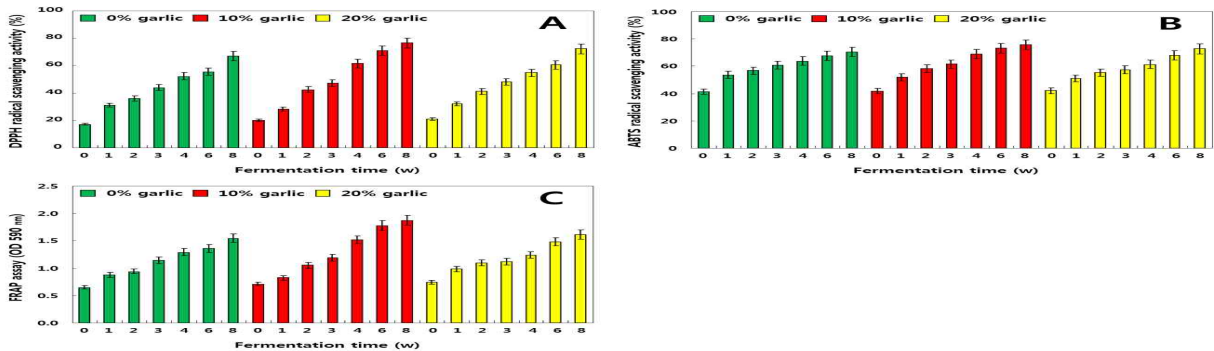 DPPH radical scavenging activity (%)
100
80
60
40
20
0
0% garlic 10% garlic 20% garlic
A
0 1 2 3 4 6 8 0 1 2 3 4 6 8 0 1 2 3 4 6 8
Fermentation time (w)
ABTS radical scavenging activity (%)
100
80
60
40
20
0
0% garlic 10% garlic 20% garlic
B
0 1 2 3 4 6 8 0 1 2 3 4 6 8 0 1 2 3 4 6 8
Fermentation time (w)
FRAP assay (OD 590 nm)
2.5
2.0
1.5
1.0
0.5
0.0
0% garlic 10% garlic 20% garlic
C
0 1 2 3 4 6 8 0 1 2 3 4 6 8 0 1 2 3 4 6 8
Fermentation time (w)